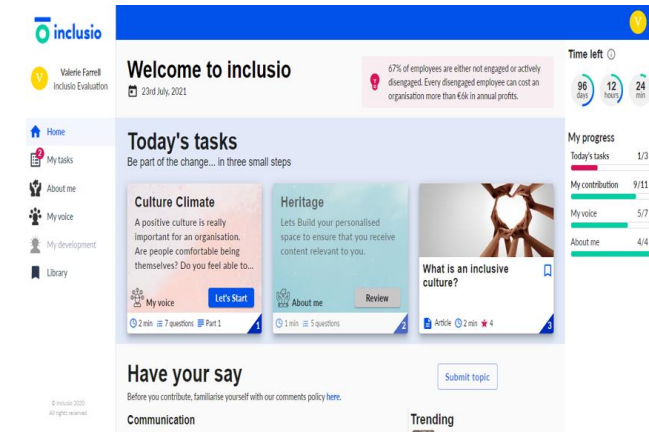 inclusio
V
Valerie Farrell
Inclusio Evaluation
Home
2
My tasks
About me
My voice
My development
Library
© Inclusio 2020
All rights reserved.
V
Welcome to inclusio
23rd July, 2021
67% of employees are either not engaged or actively
disengaged. Every disengaged employee can cost an
organisation more than €6k in annual profits.
Today's tasks
Be part of the change... in three small
steps
Culture Climate
A positive culture is really
important for an organisation.
Are people comfortable being
themselves? Do you feel able to...
My voice
Let's Start
2 min 7 questions Part 1
1
Heritage
Lets Build your personalised
space to ensure that you receive
content relevant to you.
About me
Review
1 min 5 questions
2
What is an inclusive
culture?
Article 2 min 4
3
Have your say
Submit topic
Before you contribute, familiarise yourself with our comments policy here.
Communication
Trending
Time left
96 days
12 hours
24 min
My progress
Today's tasks 1/3
My contribution 9/11
My voice 5/7
About me 4/4